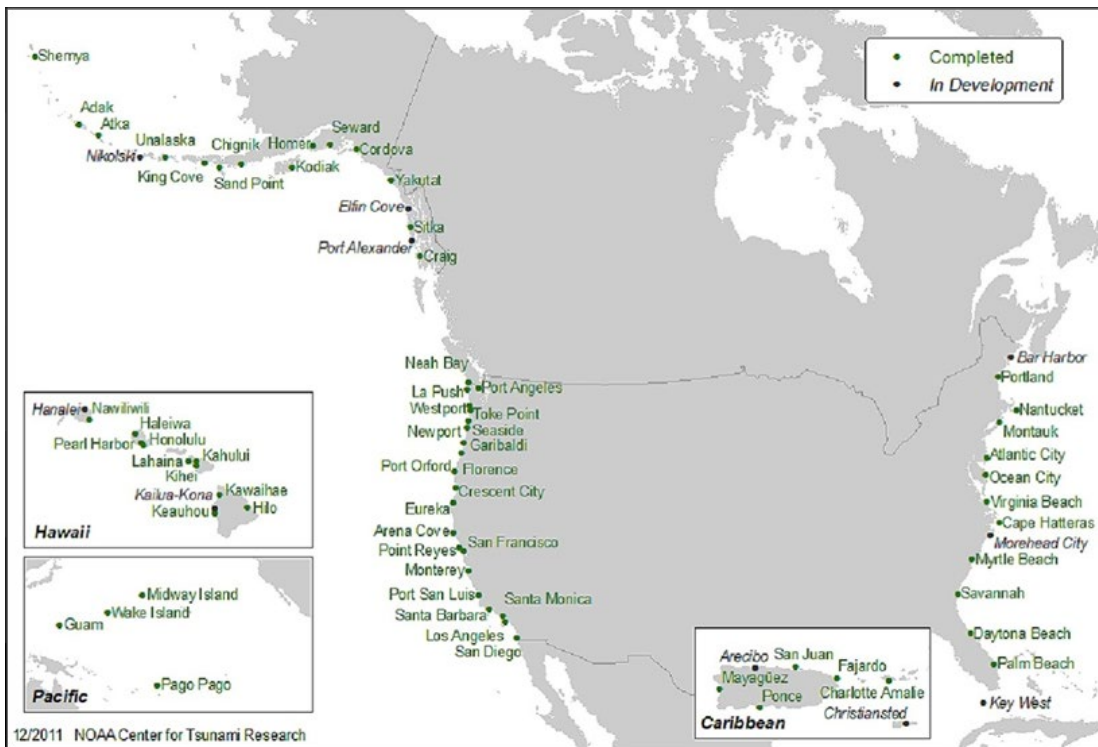 Completed
In Development
Shemya
Adak
Atka
Nikolski
Unalaska
King Cove
Chignik
Sand Point
Homer
Seward
Cordova
Kodiak
Yakutat
Elfin Cove
Sitka
Port Alexander
Craig
Neah Bay
Port Angeles
La Push
Westport
Toke Point
Seaside
Newport
Garibaldi
Port Orford
Florence
Crescent City
Eureka
Arena Cove
San Francisco
Point Reyes
Monterey
Port San Luis
Santa Monica
Santa Barbara
Los Angeles
San Diego
Bar Harbor
Portland
Nantucket
Montauk
Atlantic City
Ocean City
Virginia Beach
Cape Hatteras
Morehead City
Myrtle Beach
Savannah
Daytona Beach
Palm Beach
Key West
Hanalei
Nawiliwili
Haleiwa
Pearl Harbor
Honolulu
Lahaina
Kahului
Kihei
Kailua-Kona
Kawaihae
Keauhou
Hilo
Hawaii
Midway Island
Wake Island
Guam
Pago Pago
Pacific
Arecibo
San Juan
Fajardo
Mayagüez
Ponce
Charlotte Amalie
Christiansted
Caribbean
12/2011 NOAA Center for Tsunami Research